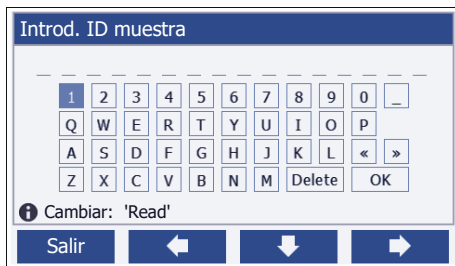 Introd. ID muestra
1 2 3 4 5 6 7 8 9 0 _
Q W E R T Y U I O P
A S D F G H J K L « »
Z X C V B N M Delete OK
Cambiar: 'Read'
Salir